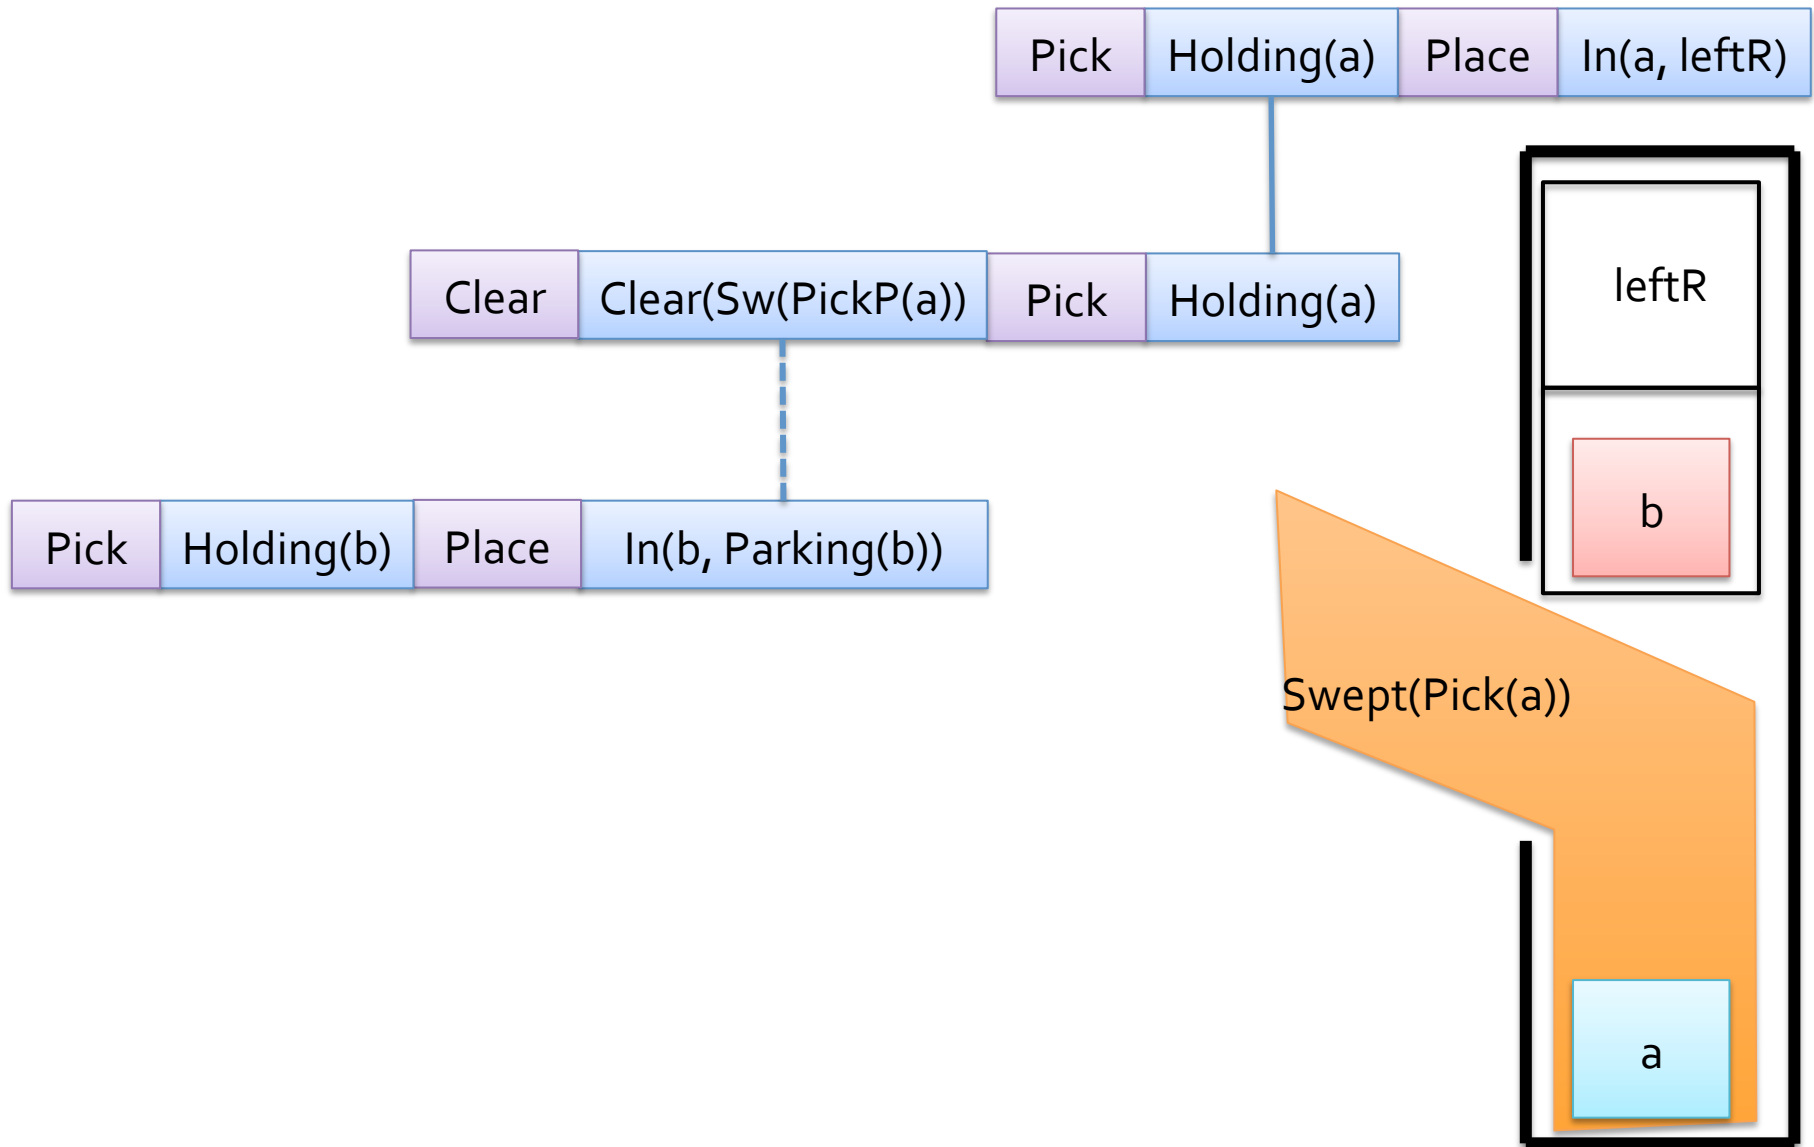 Pick Holding(a) Place In(a, leftR)
Clear Clear(Sw(PickP(a)) Pick Holding(a)
leftR
Pick Holding(b) Place In(b, Parking(b))
b
Swept(Pick(a))
a